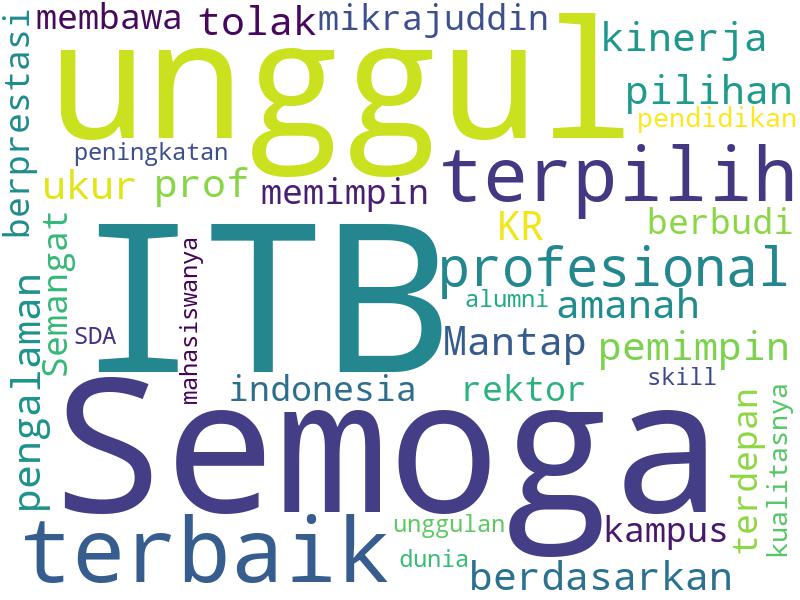 membawa
tolak
mikrajuddin
unggul
kinerja
pilihan
pendidikan
berprestasi
peningkatan
ukur
prof
memimpin
terpilih
KR
berbudi
Semangat
ITB
mahasiswanya
profesional
alumni
amanah
SDA
Mantap
pemimpin
pengalaman
indonesia
rektor
skill
Semoga
terdepan
kualitasnya
terbaik
unggulan
kampus
dunia
berdasarkan